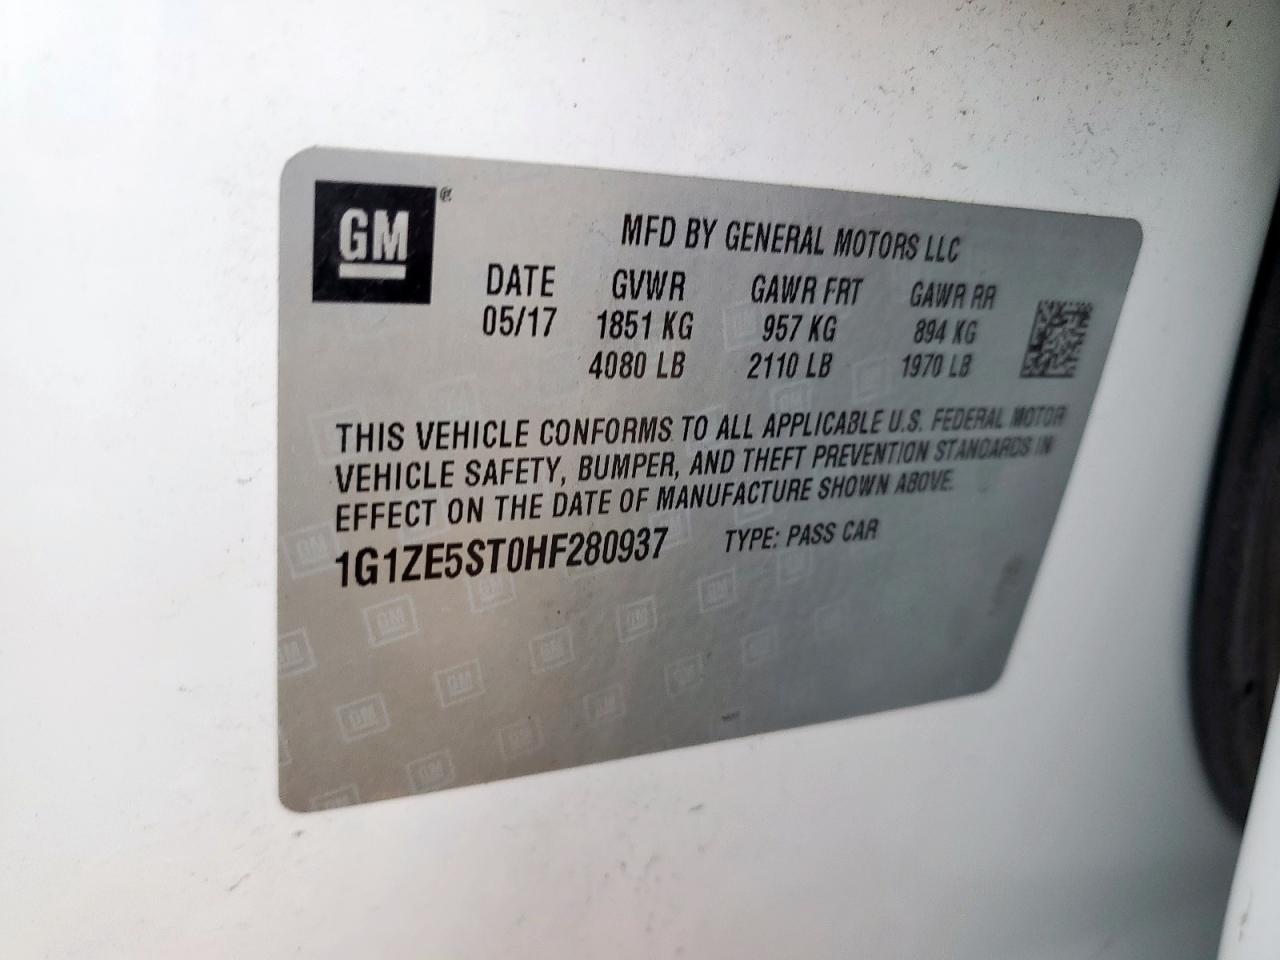 GM
MFD BY GENERAL MOTORS LLC
DATE GVWR GAWR FRT GAWR RR
05/17 1851 KG 957 KG 894 KG
4080 LB 2110 LB 1970 LB
THIS VEHICLE CONFORMS TO ALL APPLICABLE U.S. FEDERAL MOTOR
VEHICLE SAFETY, BUMPER, AND THEFT PREVENTION STANDARDS IN
EFFECT ON THE DATE OF MANUFACTURE SHOWN ABOVE.
1G1ZE5ST0HF280937 TYPE: PASS CAR